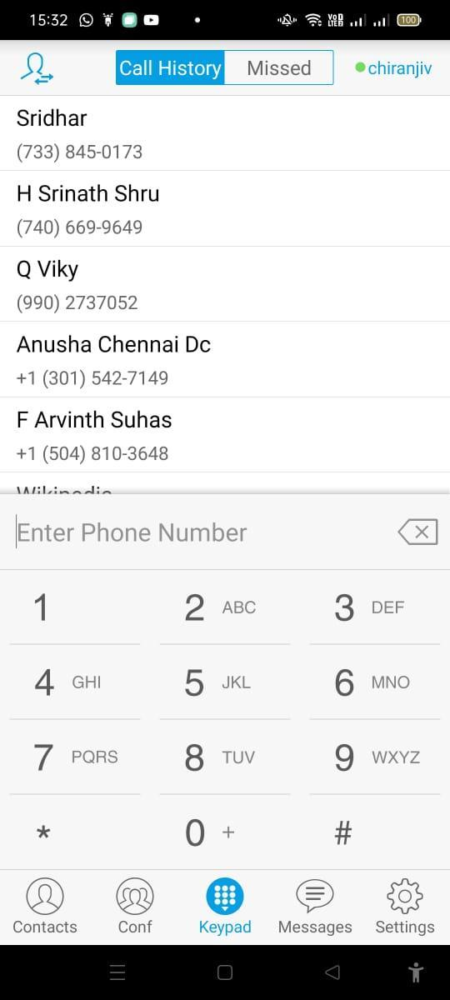 15:32
VoD LTE
100
Call History
Missed
chiranjiv
Sridhar
(733) 845-0173
H Srinath Shru
(740) 669-9649
Q Viky
(990) 2737052
Anusha Chennai Dc
+1 (301) 542-7149
F Arvinth Suhas
+1 (504) 810-3648
Wikipedia
Enter Phone Number
1
2 ABC
3 DEF
4 GHI
5 JKL
6 MNO
7 PQRS
8 TUV
9 WXYZ
*
0 +
#
Contacts
Conf
Keypad
Messages
Settings